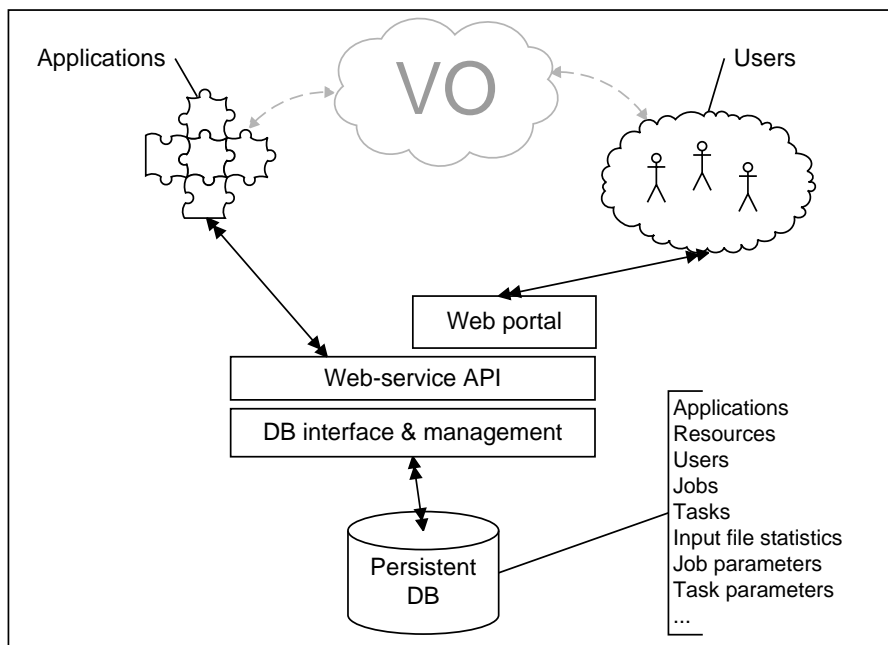 Applications
VO
Users
Web portal
Web-service API
DB interface & management
Persistent
DB
Applications
Resources
Users
Jobs
Tasks
Input file statistics
Job parameters
Task parameters
...